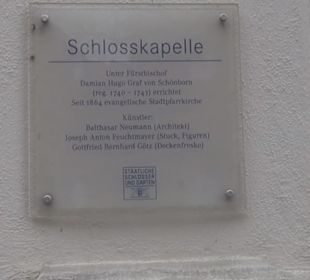 Schlosskapelle
Unter Fürstbischof
Damian Hugo Graf von Schönborn
(reg. 1740 – 1743) errichtet
Seit 1864 evangelische Stadtpfarrkirche
Künstler:
Balthasar Neumann (Architekt)
Joseph Anton Feuchtmayer (Stuck, Figuren)
Gottfried Bernhard Götz (Deckenfresko)
STAATLICHE
SCHLÖSSER
UND GÄRTEN